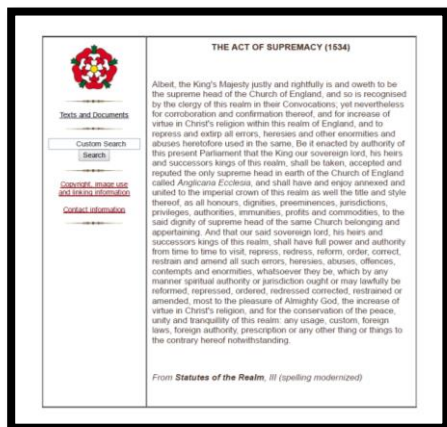 THE ACT OF SUPREMACY (1534)
Texts and Documents
Custom Search
Search
Copyright, image use
and linking information
Contact information
Albeit, the King's Majesty justly and rightfully is and oweth to be
the supreme head of the Church of England, and so is recognised
by the clergy of this realm in their Convocations; yet nevertheless
for corroboration and confirmation thereof, and for increase of
virtue in Christ's religion within this realm of England, and to
repress and extirp all errors, heresies and other enormities and
abuses heretofore used in the same, Be it enacted by authority of
this present Parliament that the King our sovereign lord, his heirs
and successors kings of this realm, shall be taken, accepted and
reputed the only supreme head in earth of the Church of England
called Anglicana Ecclesia, and shall have and enjoy annexed and
united to the imperial crown of this realm as well the title and style
thereof, as all honours, dignities, preeminences, jurisdictions,
privileges, authorities, immunities, profits and commodities, to the
said dignity of supreme head of the same Church belonging and
appertaining. And that our said sovereign lord, his heirs and
successors kings of this realm, shall have full power and authority
from time to time to visit, repress, redress, reform, order, correct,
restrain and amend all such errors, heresies, abuses, offences,
contempts and enormities, whatsoever they be, which by any
manner spiritual authority or jurisdiction ought or may lawfully be
reformed, repressed, ordered, redressed corrected, restrained or
amended, most to the pleasure of Almighty God, the increase of
virtue in Christ's religion, and for the conservation of the peace,
unity and tranquillity of this realm: any usage, custom, foreign
laws, foreign authority, prescription or any other thing or things to
the contrary hereof notwithstanding.
From Statutes of the Realm, III (spelling modernized)